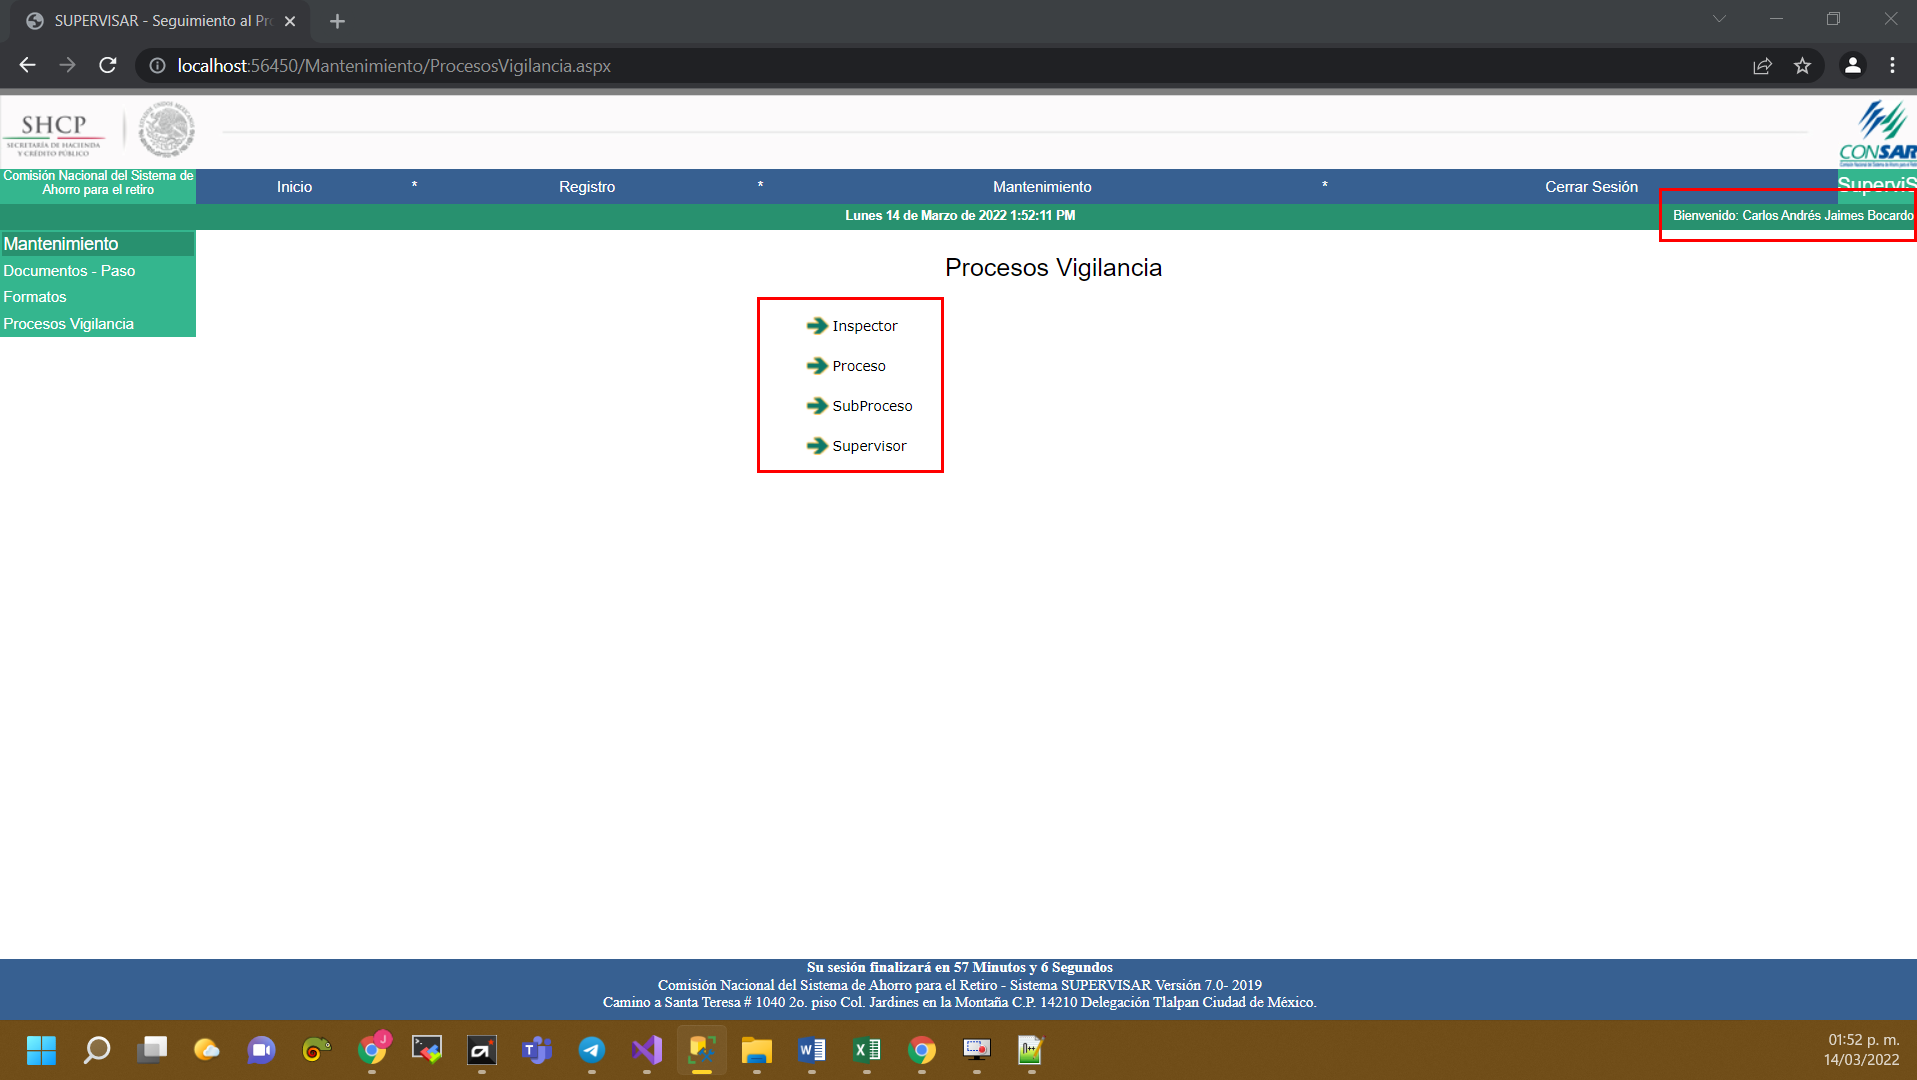 SUPERVISAR - Seguimiento al Pro
localhost:56450/Mantenimiento/ProcesosVigilancia.aspx
SHCP
SECRETARÍA DE HACIENDA
Y CRÉDITO PÚBLICO
ESTADOS UNIDOS MEXICANOS
CONSAR
Comisión Nacional del Sistema de
Ahorro para el retiro
Inicio * Registro * Mantenimiento * Cerrar Sesión
SuperviS
Lunes 14 de Marzo de 2022 1:52:11 PM
Bienvenido: Carlos Andrés Jaimes Bocardo
Mantenimiento
Documentos - Paso
Formatos
Procesos Vigilancia
Procesos Vigilancia
Inspector
Proceso
SubProceso
Supervisor
Su sesión finalizará en 57 Minutos y 6 Segundos
Comisión Nacional del Sistema de Ahorro para el Retiro - Sistema SUPERVISAR Versión 7.0- 2019
Camino a Santa Teresa # 1040 2o. piso Col. Jardines en la Montaña C.P. 14210 Delegación Tlalpan Ciudad de México.
J
01:52 p. m.
14/03/2022